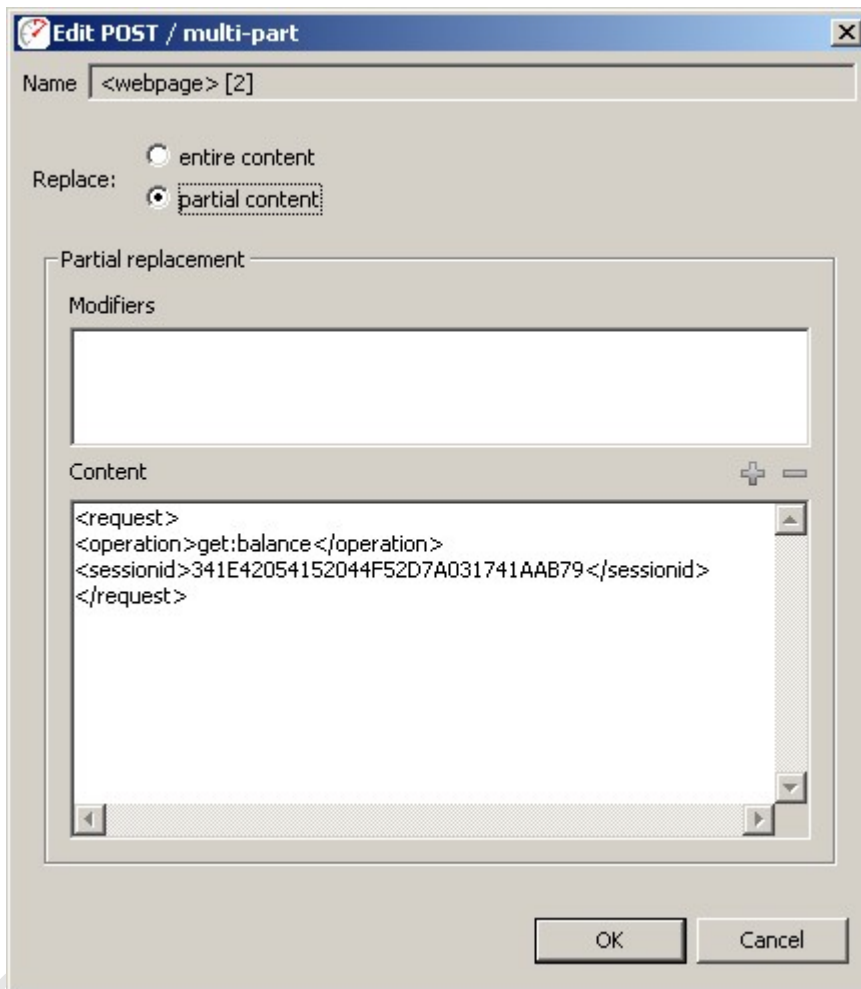 Edit POST / multi-part
Name <webpage> [2]
entire content
Replace:
partial content
Partial replacement
Modifiers
Content
<request>
<operation>get:balance</operation>
<sessionid>341E42054152044F52D7A031741AAB79</sessionid>
</request>
OK Cancel